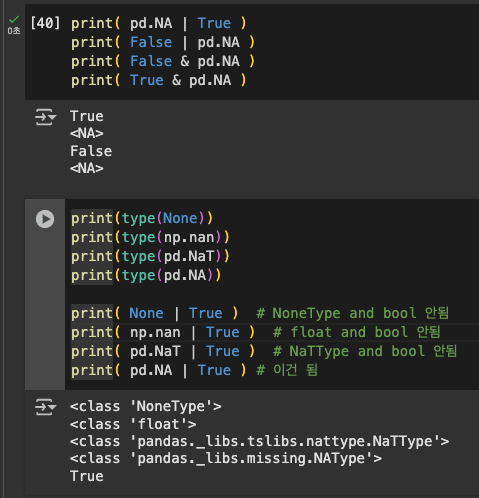 [40] print( pd.NA | True )
0초
print( False | pd.NA )
print( False & pd.NA )
print( True & pd.NA )
True
<NA>
False
<NA>
print(type(None))
print(type(np.nan))
print(type(pd.NaT))
print(type(pd.NA))
print( None | True )  # NoneType and bool 안됨
print( np.nan | True )  # float and bool 안됨
print( pd.NaT | True )  # NaTType and bool 안됨
print( pd.NA | True ) # 이건 됨
<class 'NoneType'>
<class 'float'>
<class 'pandas._libs.tslibs.nattype.NaTType'>
<class 'pandas._libs.missing.NAType'>
True